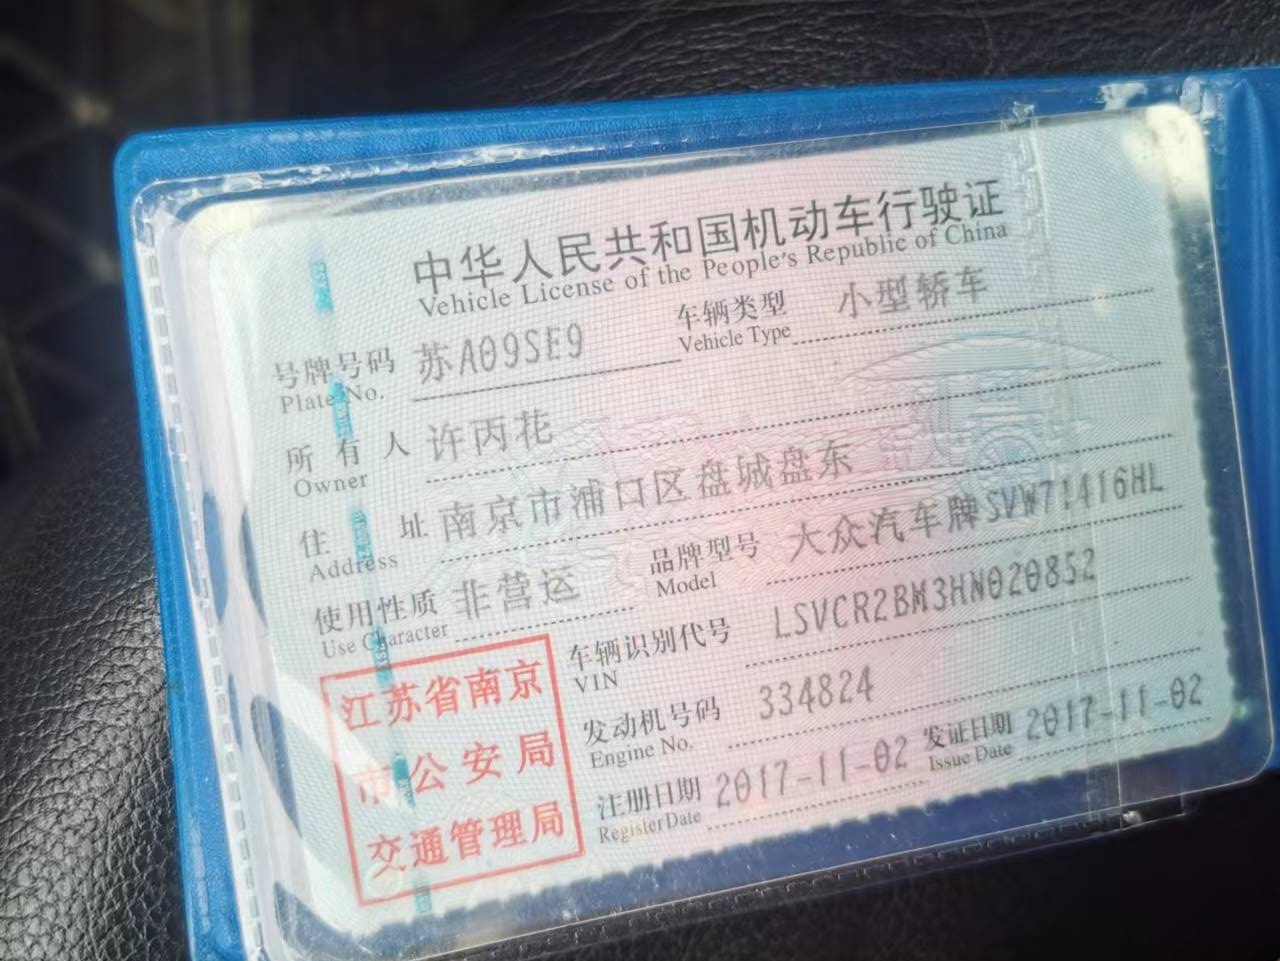 中华人民共和国机动车行驶证
Vehicle License of the People's Republic of China
号牌号码 苏A09SE9 车辆类型 小型轿车
Plate No. Vehicle Type
所有人 许丙花
Owner
住址 南京市浦口区盘城盘东
Address
使用性质 非营运 品牌型号 大众汽车牌SVW71416HL
Use Character Model
车辆识别代号 LSVCR2BM3HN020852
VIN
发动机号码 334824
Engine No.
注册日期 2017-11-02 发证日期 2017-11-02
Register Date Issue Date
江苏省南京
市公安局
交通管理局